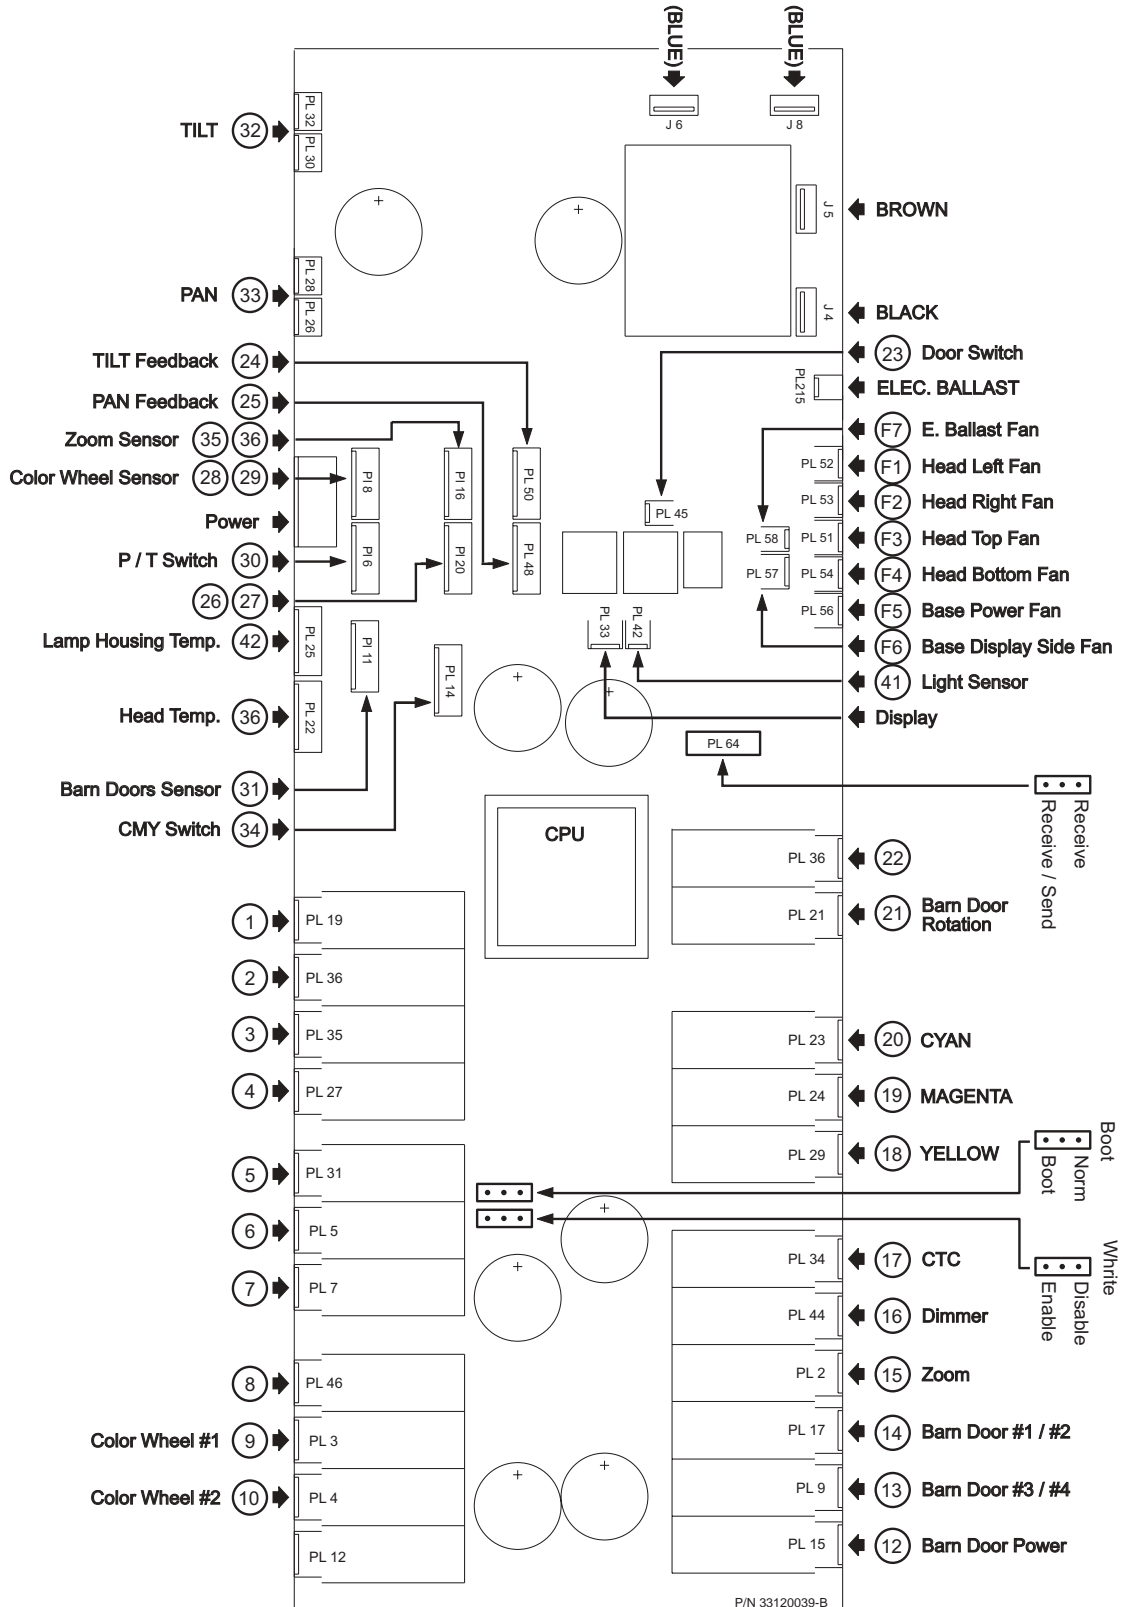 (BLUE)
(BLUE)
J 6
J 8
TILT 32
PL 32
PL 30
J 5
BROWN
PAN 33
PL 28
PL 26
J 4
BLACK
TILT Feedback 24
23 Door Switch
PAN Feedback 25
PL215
ELEC. BALLAST
Zoom Sensor 35 36
F7 E. Ballast Fan
Color Wheel Sensor 28 29
PI 8
PI 16
PL 50
PL 52
F1 Head Left Fan
PL 45
PL 53
F2 Head Right Fan
Power
PL 58
PL 51
F3 Head Top Fan
P / T Switch 30
PI 6
PI 20
PL 48
PL 57
PL 54
F4 Head Bottom Fan
26 27
PL 56
F5 Base Power Fan
Lamp Housing Temp. 42
PL 25
PI 11
PL 33
PL 42
F6 Base Display Side Fan
PL 14
41 Light Sensor
Head Temp. 36
PL 22
Display
PL 64
Barn Doors Sensor 31
CMY Switch 34
Receive
Receive / Send
CPU
PL 36
22
1
PL 19
PL 21
21 Barn Door
Rotation
2
PL 36
3
PL 35
PL 23
20 CYAN
4
PL 27
PL 24
19 MAGENTA
5
PL 31
PL 29
18 YELLOW
Boot
Norm
Boot
6
PL 5
PL 34
17 CTC
Whrite
Disable
Enable
7
PL 7
PL 44
16 Dimmer
8
PL 46
PL 2
15 Zoom
Color Wheel #1 9
PL 3
PL 17
14 Barn Door #1 / #2
Color Wheel #2 10
PL 4
PL 9
13 Barn Door #3 / #4
PL 12
PL 15
12 Barn Door Power
P/N 33120039-B